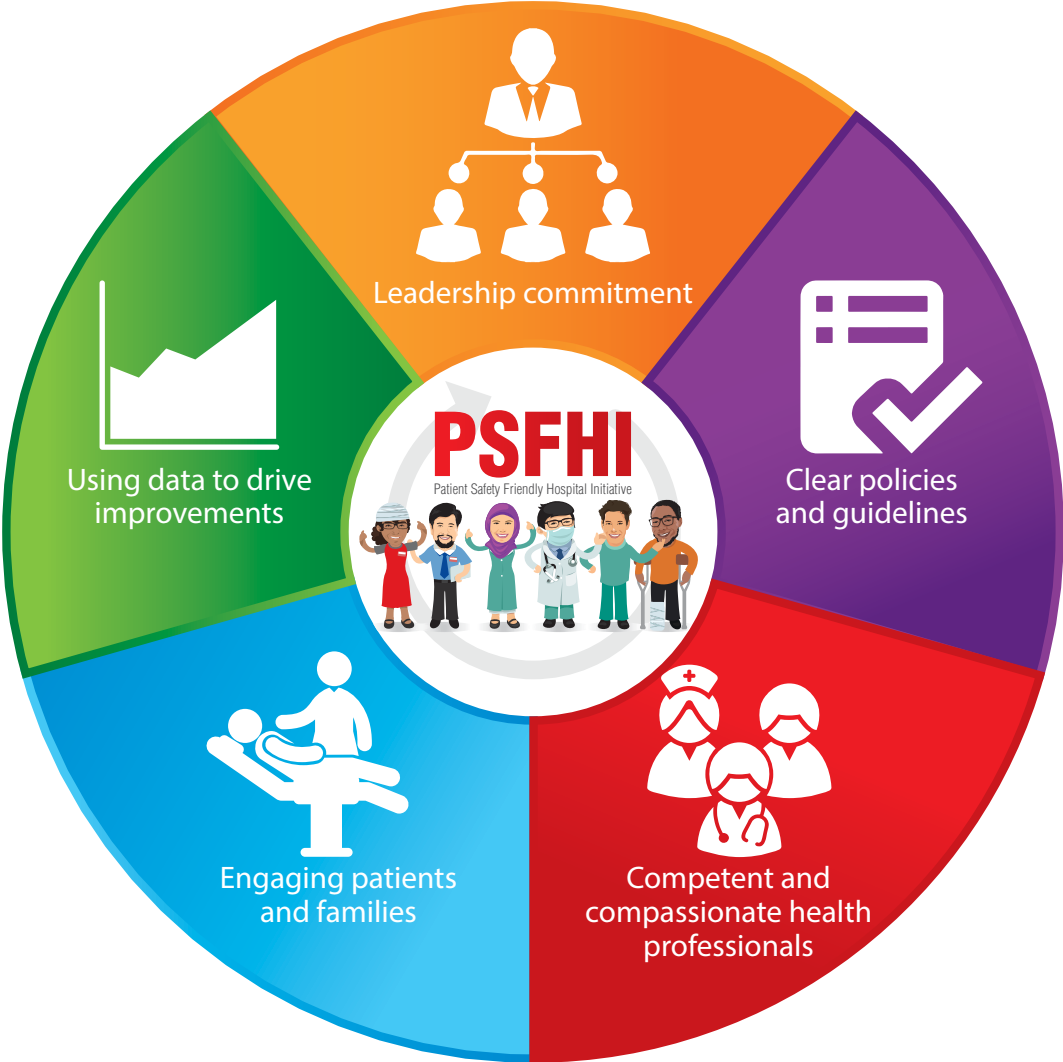 Leadership commitment
Clear policies
and guidelines
Competent and
compassionate health
professionals
Engaging patients
and families
Using data to drive
improvements
PSFHI
Patient Safety Friendly Hospital Initiative